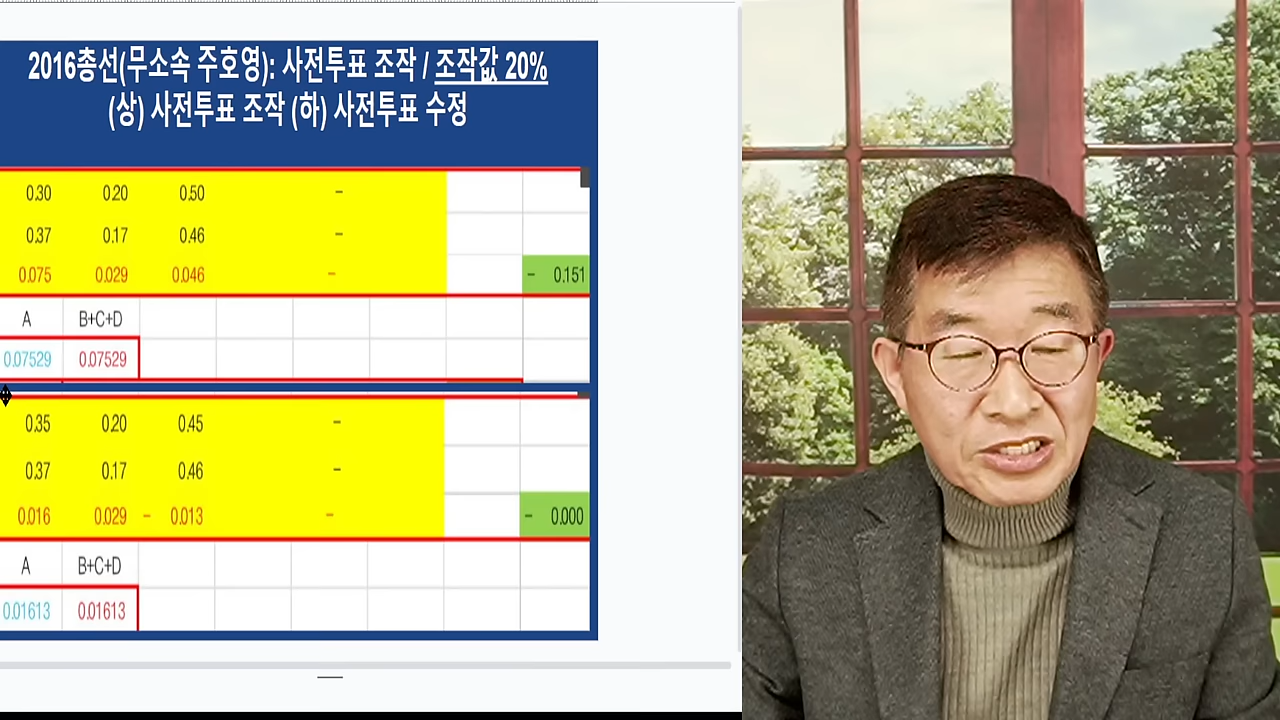 2016총선(무소속 주호영): 사전투표 조작 / 조작값 20%
(상) 사전투표 조작 (하) 사전투표 수정
0.30 0.20 0.50 -
0.37 0.17 0.46 -
0.075 0.029 0.046 - - 0.151
A B+C+D
0.07529 0.07529
0.35 0.20 0.45 -
0.37 0.17 0.46 -
0.016 0.029 - 0.013 - - 0.000
A B+C+D
0.01613 0.01613